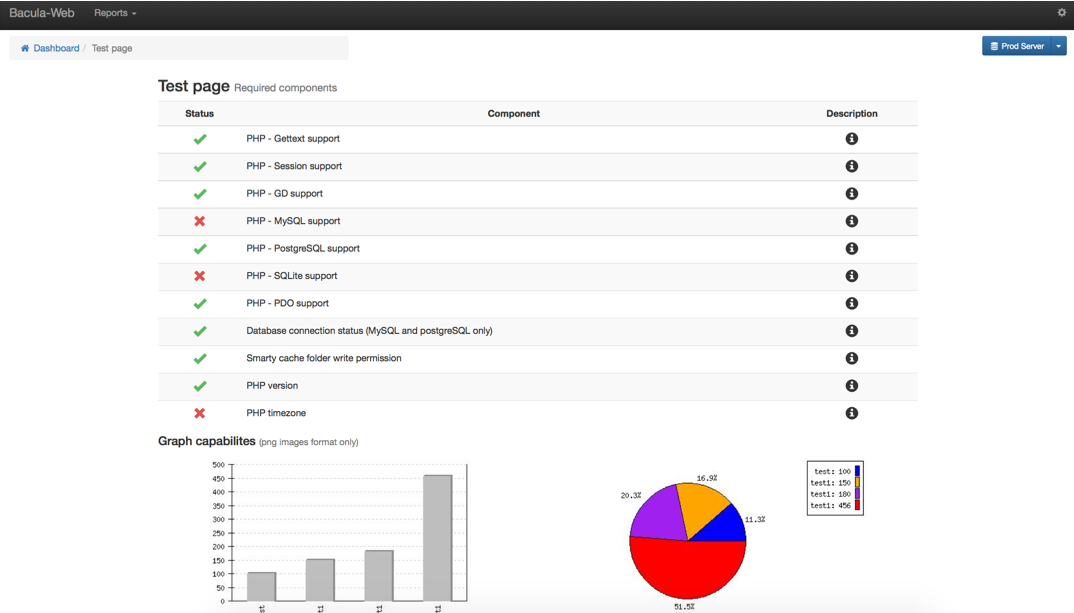 Bacula-Web Reports
Dashboard / Test page
Prod Server
Test page Required components
Status Component Description
PHP - Gettext support
PHP - Session support
PHP - GD support
PHP - MySQL support
PHP - PostgreSQL support
PHP - SQLite support
PHP - PDO support
Database connection status (MySQL and postgreSQL only)
Smarty cache folder write permission
PHP version
PHP timezone
Graph capabilites (png images format only)
500
450
400
350
300
250
200
150
100
50
0
st
t1
t1
t1
16.9%
20.3%
11.3%
51.5%
test: 100
test1: 150
test1: 180
test1: 456